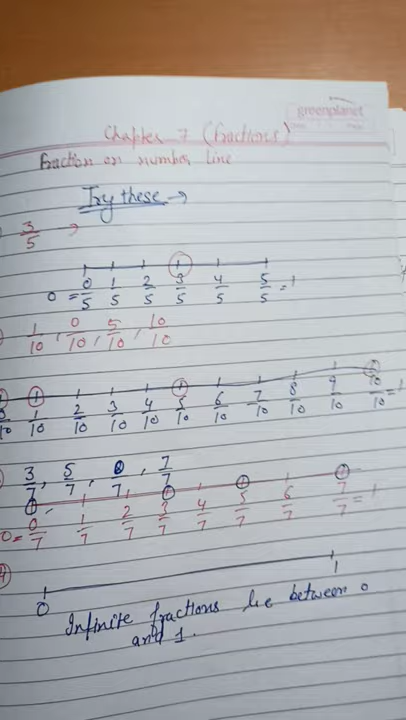 greenplanet
Chapter 7 (Fractions)
Fraction on number line
Try these →
3/5 →
0 = 0/5 1/5 2/5 3/5 4/5 5/5 = 1
1/10, 0/10, 5/10, 10/10
0/10 1/10 2/10 3/10 4/10 5/10 6/10 7/10 8/10 9/10 10/10 = 1
3/7, 5/7, 0/7, 7/7
0 = 0/7 1/7 2/7 3/7 4/7 5/7 6/7 7/7 = 1
4)
0 1
Infinite fractions lie between 0
and 1.